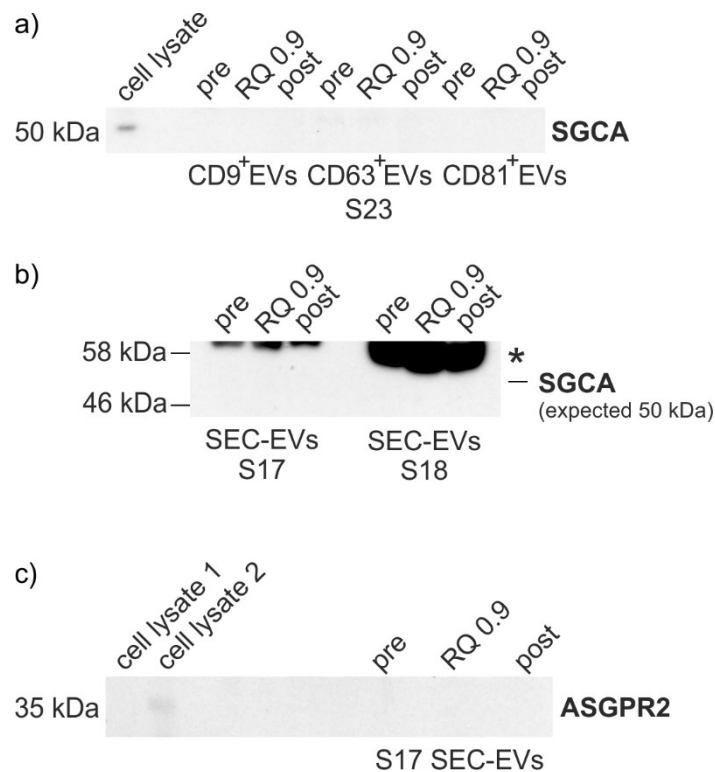 a)
cell lysate pre RQ 0.9 post pre RQ 0.9 post pre RQ 0.9 post
50 kDa SGCA
CD9+EVs CD63+EVs CD81+EVs
S23
b)
pre RQ 0.9 post pre RQ 0.9 post
58 kDa *
SGCA
(expected 50 kDa)
46 kDa
SEC-EVs SEC-EVs
S17 S18
c)
cell lysate 1 cell lysate 2 pre RQ 0.9 post
35 kDa ASGPR2
S17 SEC-EVs